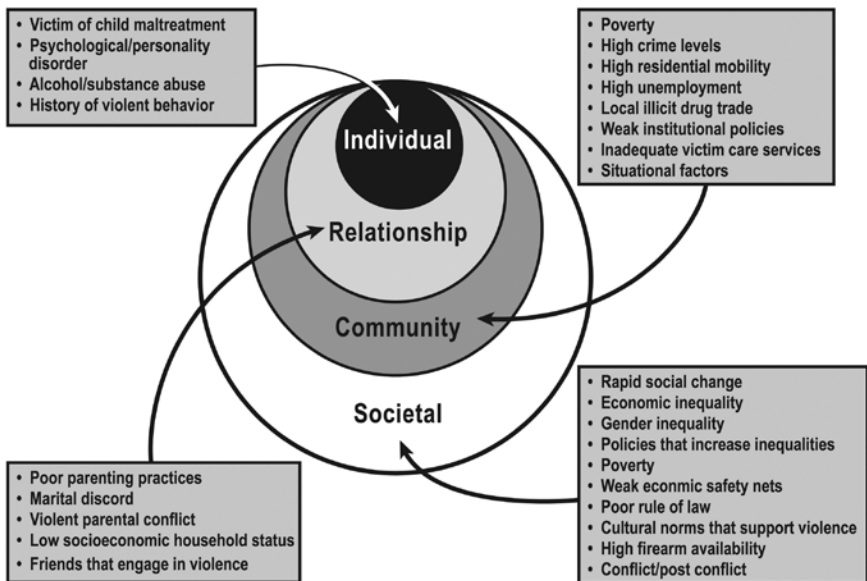 • Victim of child maltreatment
• Psychological/personality
disorder
• Alcohol/substance abuse
• History of violent behavior
• Poverty
• High crime levels
• High residential mobility
• High unemployment
• Local illicit drug trade
• Weak institutional policies
• Inadequate victim care services
• Situational factors
Individual
Relationship
Community
Societal
• Poor parenting practices
• Marital discord
• Violent parental conflict
• Low socioeconomic household status
• Friends that engage in violence
• Rapid social change
• Economic inequality
• Gender inequality
• Policies that increase inequalities
• Poverty
• Weak econmic safety nets
• Poor rule of law
• Cultural norms that support violence
• High firearm availability
• Conflict/post conflict